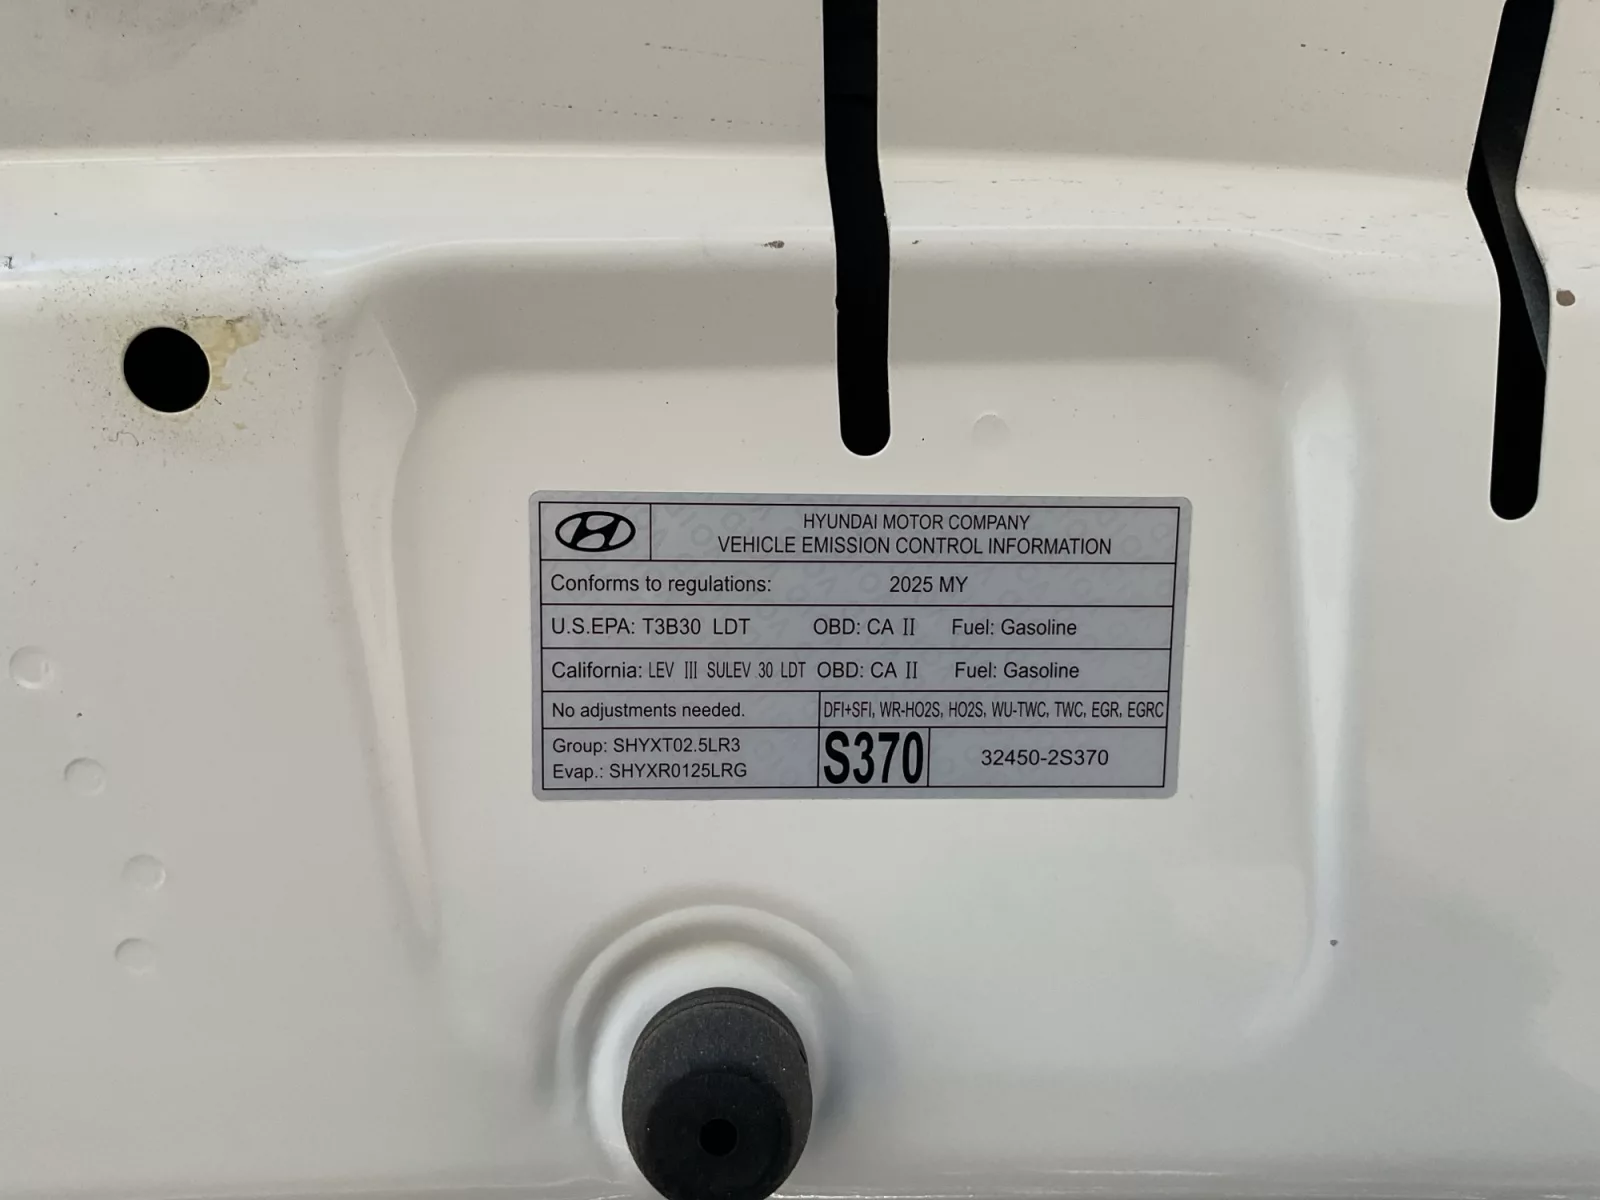 HYUNDAI MOTOR COMPANY
VEHICLE EMISSION CONTROL INFORMATION
Conforms to regulations: 2025 MY
U.S.EPA: T3B30 LDT OBD: CA II Fuel: Gasoline
California: LEV III SULEV 30 LDT OBD: CA II Fuel: Gasoline
No adjustments needed. DFI+SFI, WR-HO2S, HO2S, WU-TWC, TWC, EGR, EGRC
Group: SHYXT02.5LR3
Evap.: SHYXR0125LRG
S370 32450-2S370